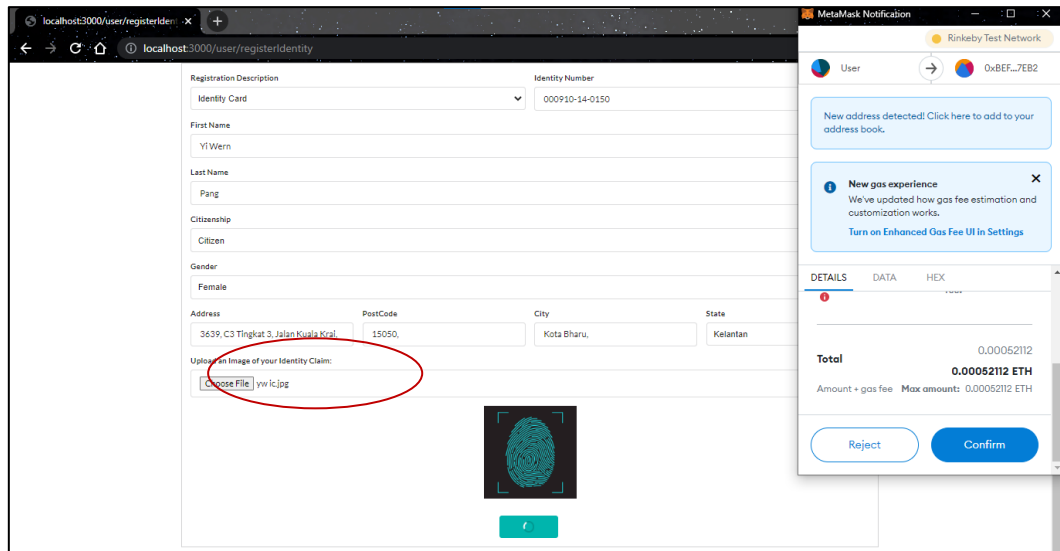 localhost:3000/user/registerIden
localhost:3000/user/registerIdentity
Registration Description
Identity Number
Identity Card
000910-14-0150
First Name
Yi Wern
Last Name
Pang
Citizenship
Citizen
Gender
Female
Address
PostCode
City
State
3639, C3 Tingkat 3, Jalan Kuala Krai,
15050,
Kota Bharu,
Kelantan
Upload an Image of your Identity Claim:
Choose File yw ic.jpg
MetaMask Notification
Rinkeby Test Network
User
0xBEF...7EB2
New address detected! Click here to add to your
address book.
New gas experience
We've updated how gas fee estimation and
customization works.
Turn on Enhanced Gas Fee UI in Settings
DETAILS
DATA
HEX
Total
0.00052112
0.00052112 ETH
Amount + gas fee
Max amount: 0.00052112 ETH
Reject
Confirm